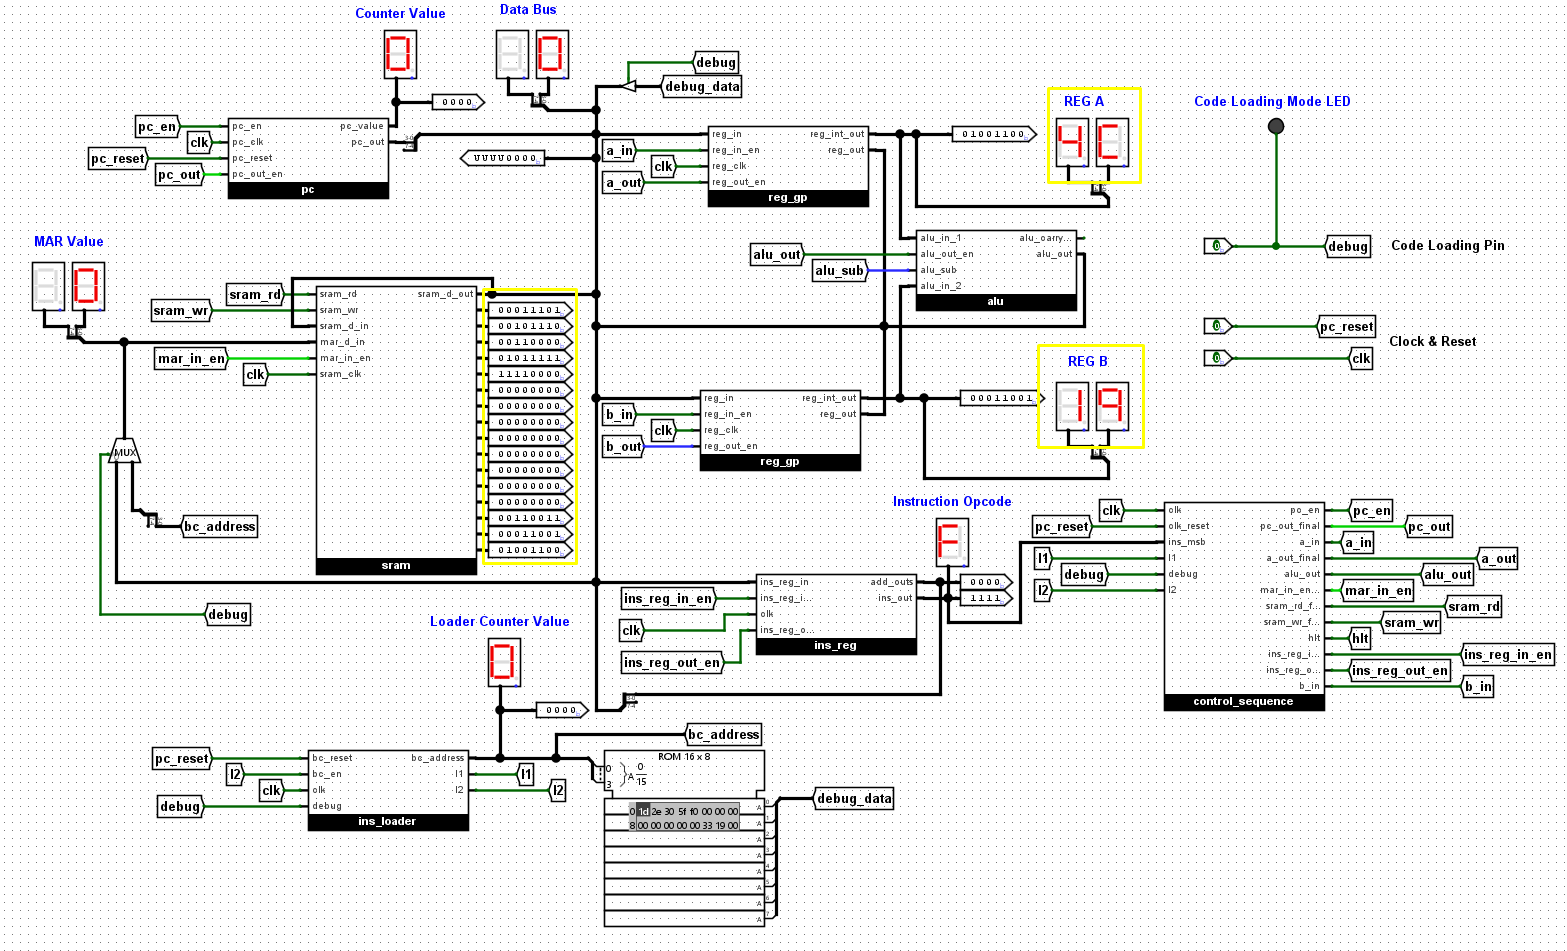 Counter Value
Data Bus
0
0
debug
debug_data
0000
pc_en
clk
pc_reset
pc_out
pc_en
pc_clk
pc_reset
pc_out_en
pc_value
pc_out
pc
UUUU0000
a_in
clk
a_out
reg_in
reg_in_en
reg_clk
reg_out_en
reg_int_out
reg_out
reg_gp
01001100
REG A
4C
Code Loading Mode LED
0
debug
Code Loading Pin
0
pc_reset
0
clk
Clock & Reset
alu_out
alu_sub
alu_in_1
alu_out_en
alu_sub
alu_in_2
alu_carry...
alu_out
alu
MAR Value
0
sram_rd
sram_wr
mar_in_en
clk
sram_rd
sram_wr
sram_d_in
mar_d_in
mar_in_en
sram_clk
sram_d_out
sram
00011101
00101110
00110000
01011111
11110000
00000000
00000000
00000000
00000000
00000000
00000000
00000000
00000000
00110011
00011001
01001100
MUX
bc_address
debug
b_in
clk
b_out
reg_in
reg_in_en
reg_clk
reg_out_en
reg_int_out
reg_out
reg_gp
00011001
REG B
19
Instruction Opcode
F
ins_reg_in_en
clk
ins_reg_out_en
ins_reg_in
ins_reg_i...
clk
ins_reg_o...
add_outs
ins_out
ins_reg
0000
1111
clk
pc_reset
I1
debug
I2
clk
clk_reset
ins_msb
I1
debug
I2
po_en
pc_out_final
a_in
a_out_final
alu_out
mar_in_en...
sram_rd_f...
sram_wr_f...
hlt
ins_reg_i...
ins_reg_o...
b_in
control_sequence
pc_en
pc_out
a_in
a_out
alu_out
mar_in_en
sram_rd
sram_wr
hlt
ins_reg_in_en
ins_reg_out_en
b_in
Loader Counter Value
0
0000
pc_reset
I2
clk
debug
bc_reset
bc_en
clk
debug
bc_address
I1
I2
ins_loader
I1
I2
bc_address
ROM 16 x 8
0
3
A
0
15
0 1d 2e 30 5f f0 00 00 00
8 00 00 00 00 00 33 19 00
A
A
A
A
A
A
A
A
debug_data